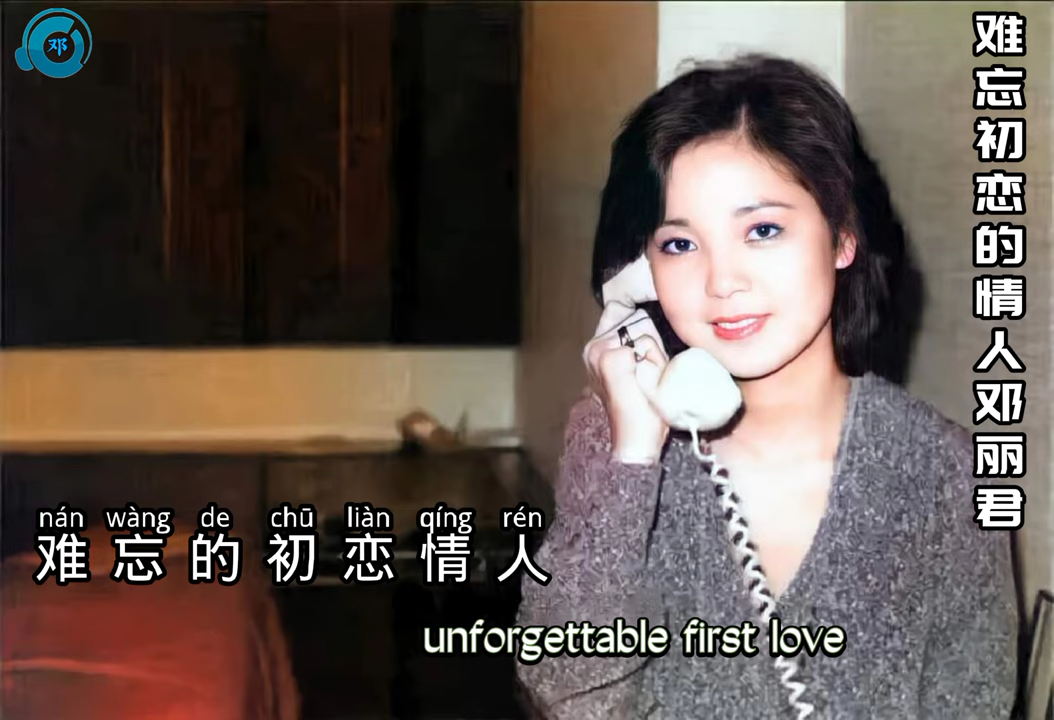 邓
难忘初恋的情人邓丽君
nán wàng de chū liàn qíng rén
难忘的初恋情人
unforgettable first love